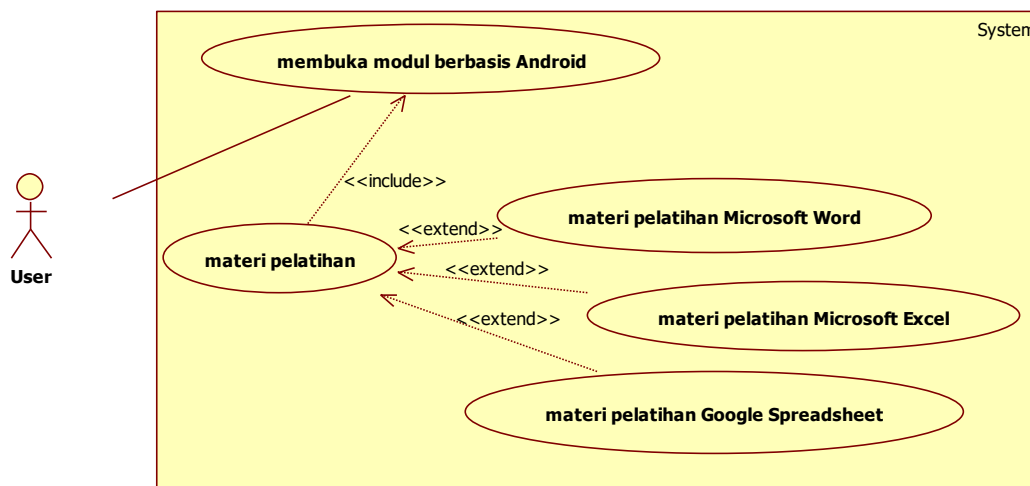 System
membuka modul berbasis Android
<<include>>
materi pelatihan Microsoft Word
<<extend>>
materi pelatihan
<<extend>>
User
materi pelatihan Microsoft Excel
<<extend>>
materi pelatihan Google Spreadsheet